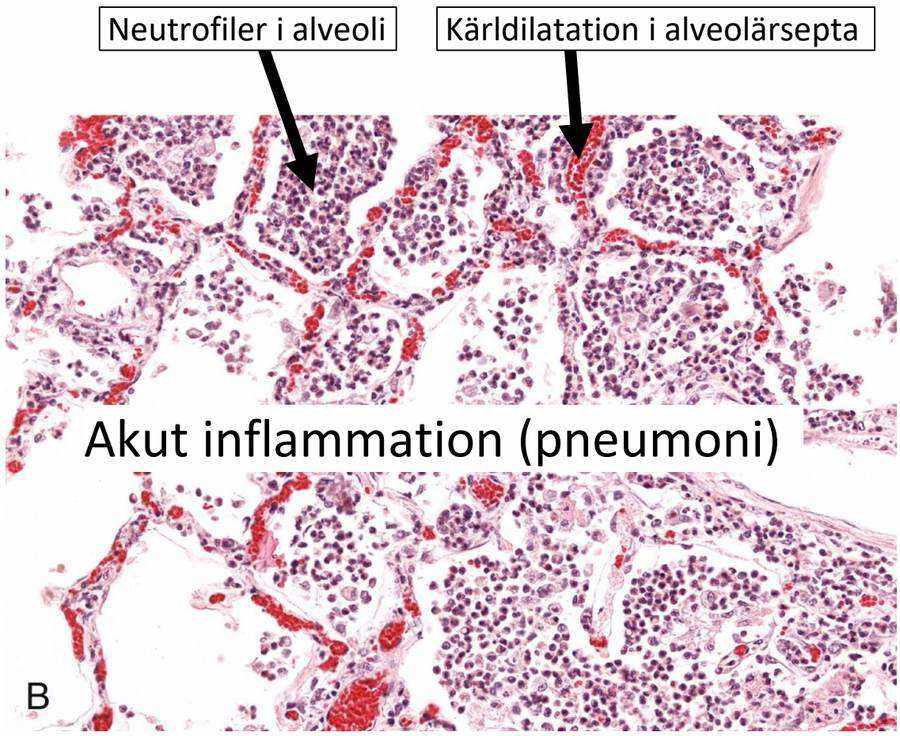 Neutrofiler i alveoli
Kärldilatation i alveolärsepta
Akut inflammation (pneumoni)
B